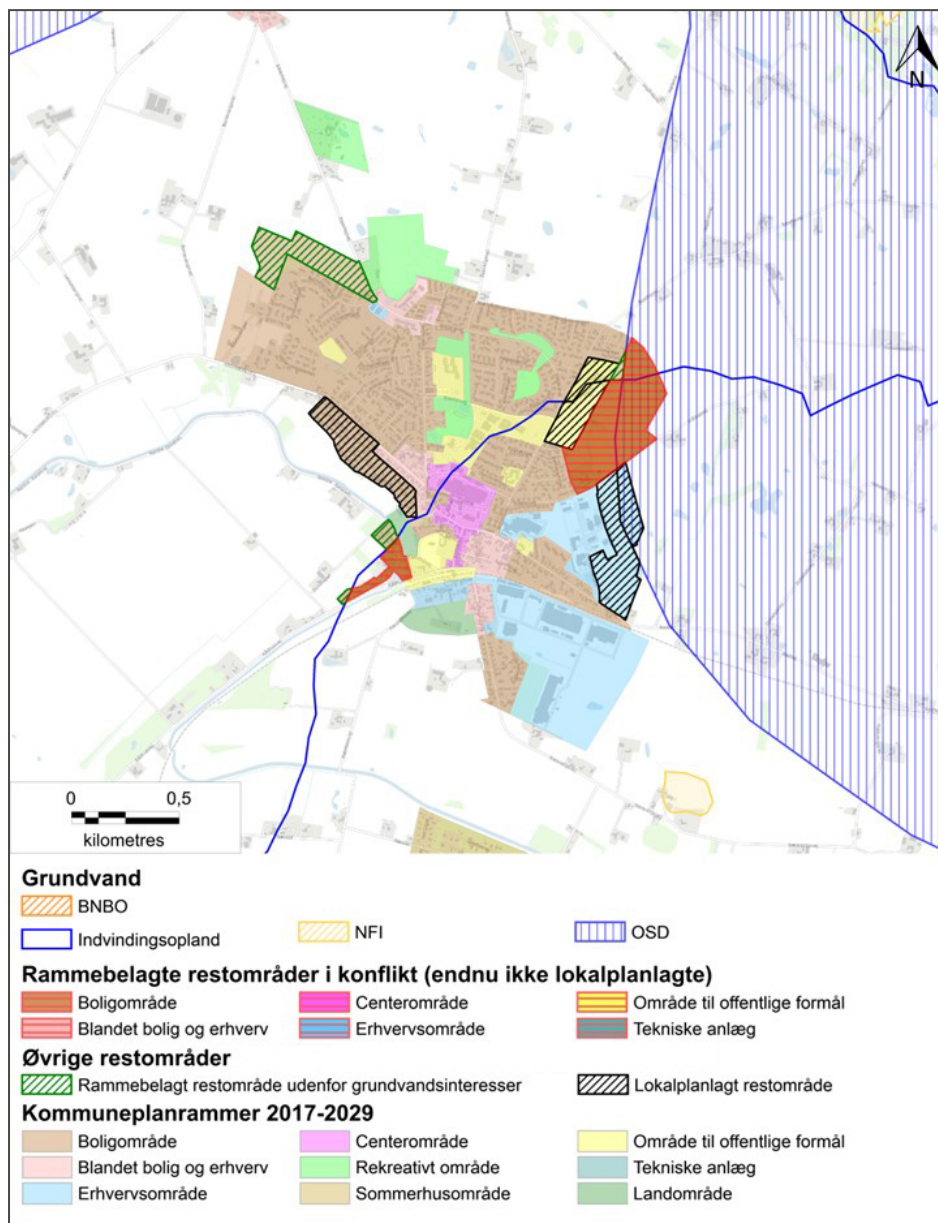 N
0 0,5
kilometres
Grundvand
BNBO
Indvindingsopland NFI OSD
Rammebelagte restområder i konflikt (endnu ikke lokalplanlagte)
Boligområde Centerområde Område til offentlige formål
Blandet bolig og erhverv Erhvervsområde Tekniske anlæg
Øvrige restområder
Rammebelagt restområde udenfor grundvandsinteresser Lokalplanlagt restområde
Kommuneplanrammer 2017-2029
Boligområde Centerområde Område til offentlige formål
Blandet bolig og erhverv Rekreativt område Tekniske anlæg
Erhvervsområde Sommerhusområde Landområde